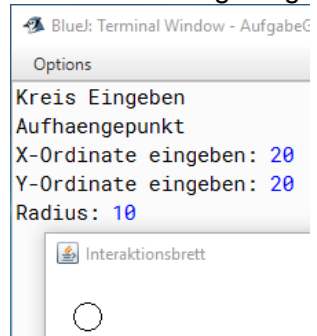 BlueJ: Terminal Window - AufgabeG
Options
Kreis Eingeben
Aufhaengepunkt
X-Ordinate eingeben: 20
Y-Ordinate eingeben: 20
Radius: 10
Interaktionsbrett